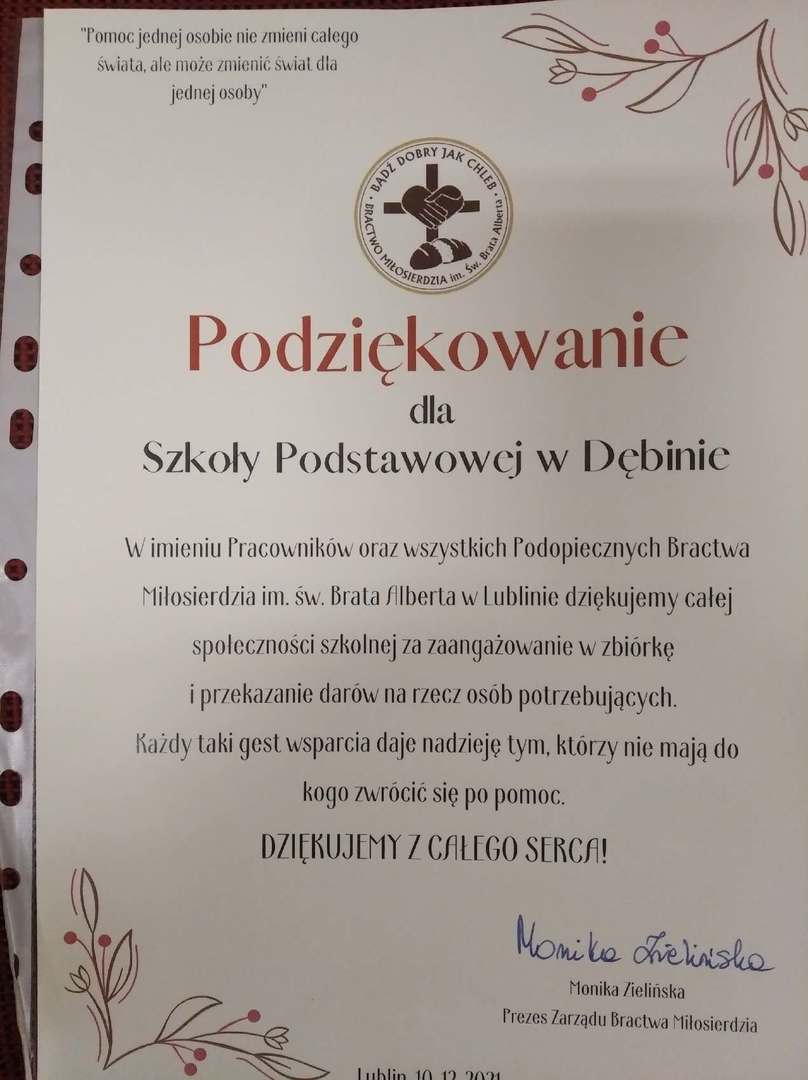 "Pomoc jednej osobie nie zmieni całego
świata, ale może zmienić świat dla
jednej osoby"
BĄDŹ DOBRY JAK CHLEB
BRACTWO MIŁOSIERDZIA im. Św. Brata Alberta
Podziękowanie
dla
Szkoły Podstawowej w Dębinie
W imieniu Pracowników oraz wszystkich Podopiecznych Bractwa
Miłosierdzia im. św. Brata Alberta w Lublinie dziękujemy całej
społeczności szkolnej za zaangażowanie w zbiórkę
i przekazanie darów na rzecz osób potrzebujących.
Każdy taki gest wsparcia daje nadzieję tym, którzy nie mają do
kogo zwrócić się po pomoc.
DZIĘKUJEMY Z CAŁEGO SERCA!
Monika Zielińska
Monika Zielińska
Prezes Zarządu Bractwa Miłosierdzia
Lublin, 10. 12. 2021